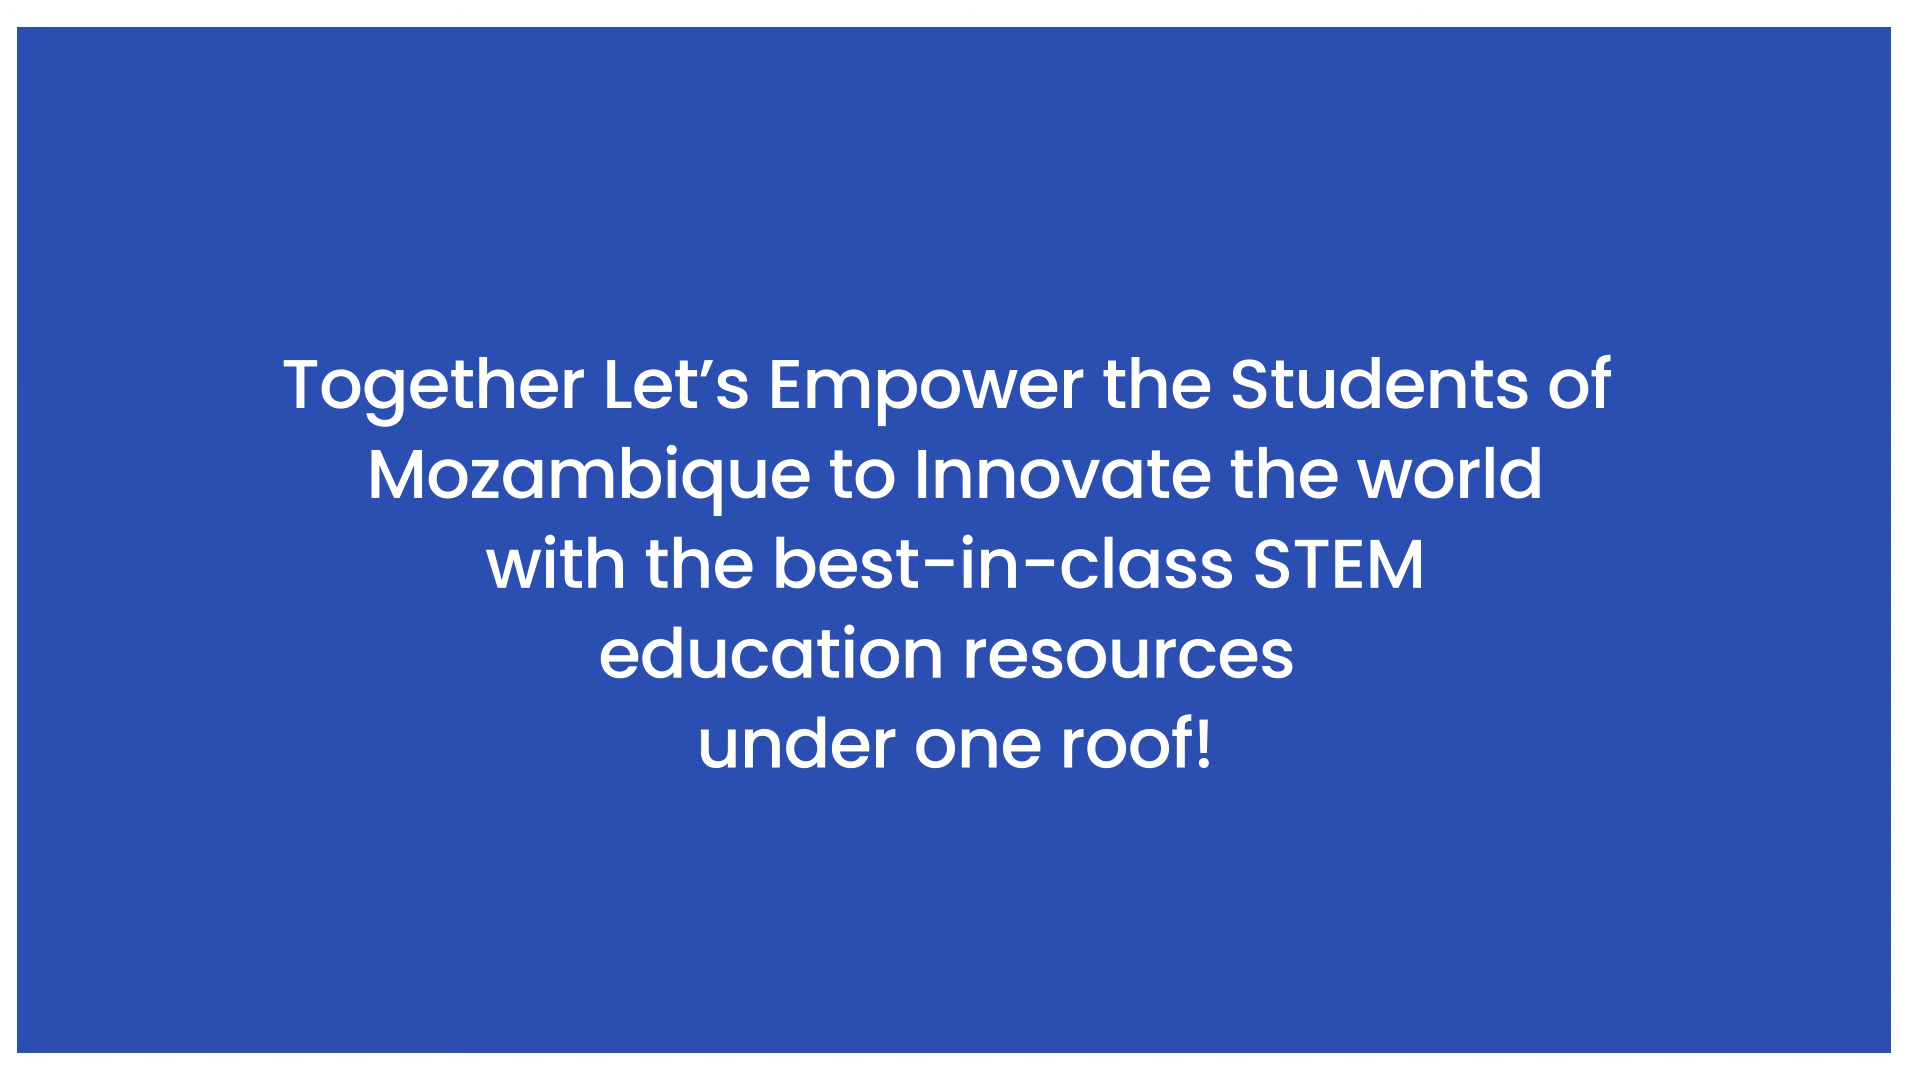 Together Let’s Empower the Students of
Mozambique to Innovate the world
with the best-in-class STEM
education resources
under one roof!